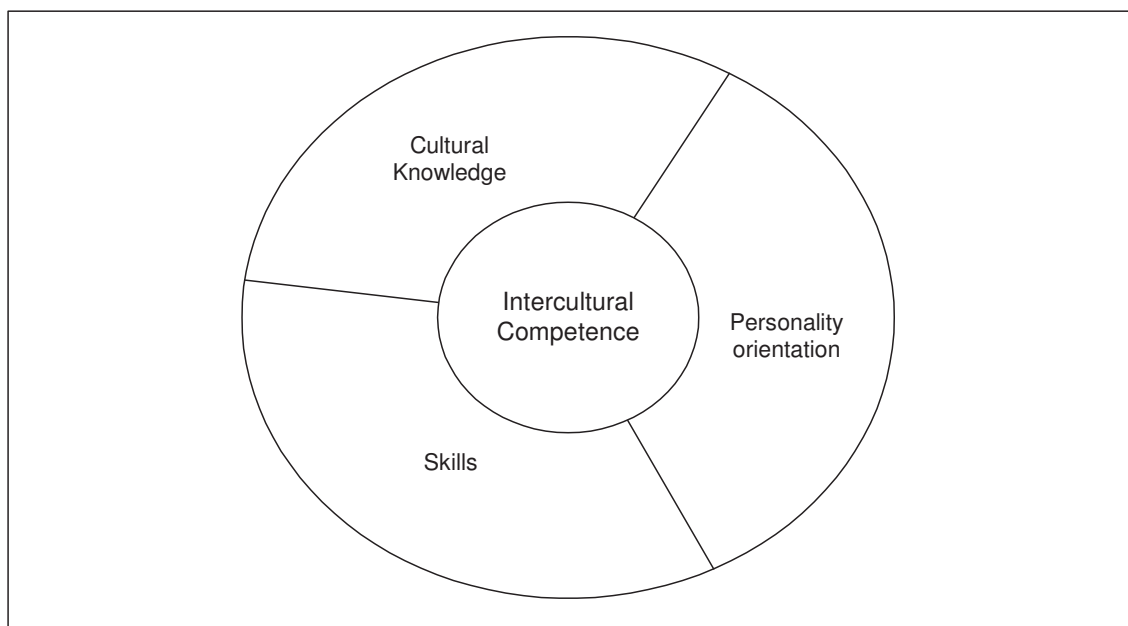 Cultural
Knowledge
Intercultural
Competence
Personality
orientation
Skills